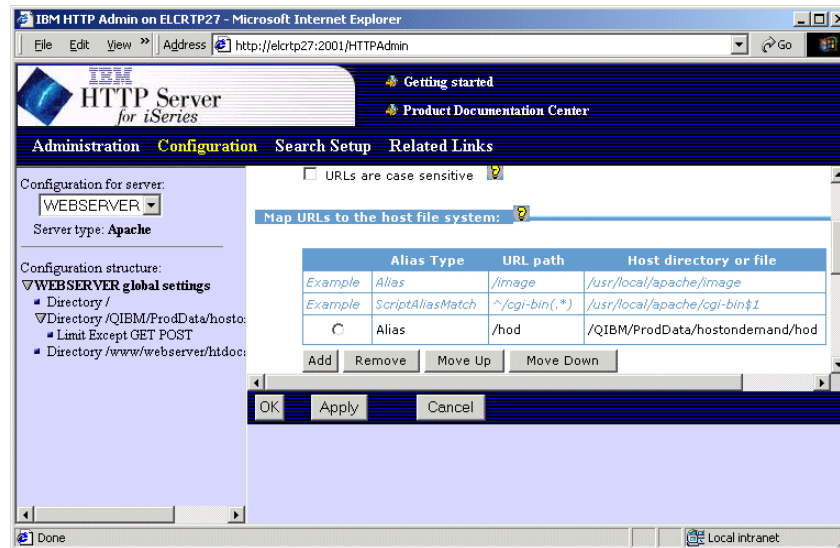 IBM HTTP Admin on ELCRTP27 - Microsoft Internet Explorer
File Edit View » Address http://elcrtp27:2001/HTTPAdmin Go
IBM
HTTP Server
for iSeries
Getting started
Product Documentation Center
Administration Configuration Search Setup Related Links
Configuration for server:
WEBSERVER
Server type: Apache
Configuration structure:
WEBSERVER global settings
Directory /
Directory /QIBM/ProdData/hosto
Limit Except GET POST
Directory /www/webserver/htdoc
URLs are case sensitive
Map URLs to the host file system:
Alias Type URL path Host directory or file
Example Alias /image /usr/local/apache/image
Example ScriptAliasMatch ^/cgi-bin(.*) /usr/local/apache/cgi-bin$1
Alias /hod /QIBM/ProdData/hostondemand/hod
Add Remove Move Up Move Down
OK Apply Cancel
Done Local intranet